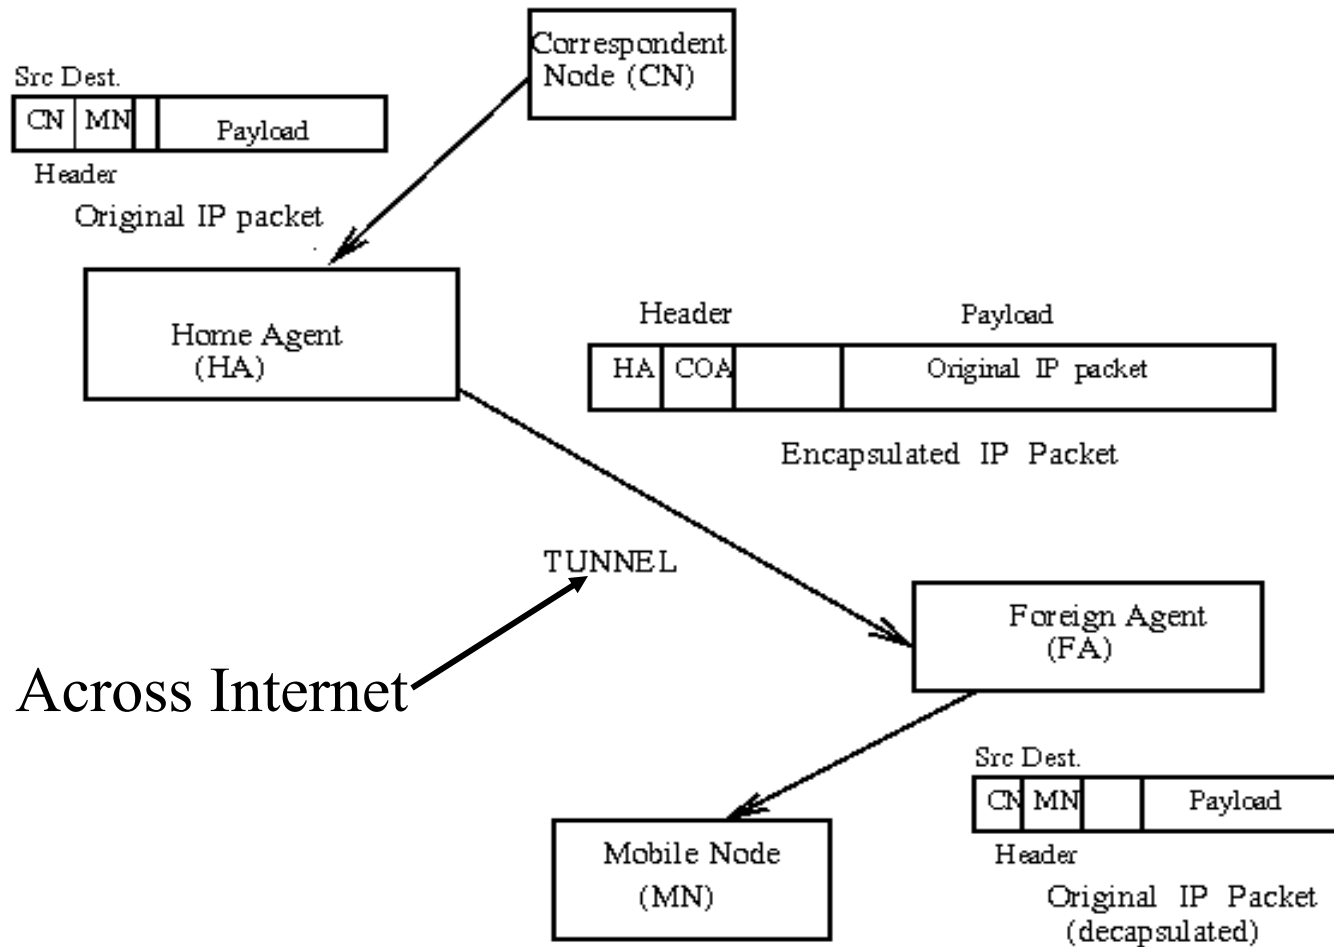 Correspondent
Node (CN)
Src Dest.
CN MN Payload
Header
Original IP packet
Home Agent
(HA)
Header Payload
HA COA Original IP packet
Encapsulated IP Packet
TUNNEL
Across Internet
Foreign Agent
(FA)
Src Dest.
CN MN Payload
Header
Original IP Packet
(decapsulated)
Mobile Node
(MN)